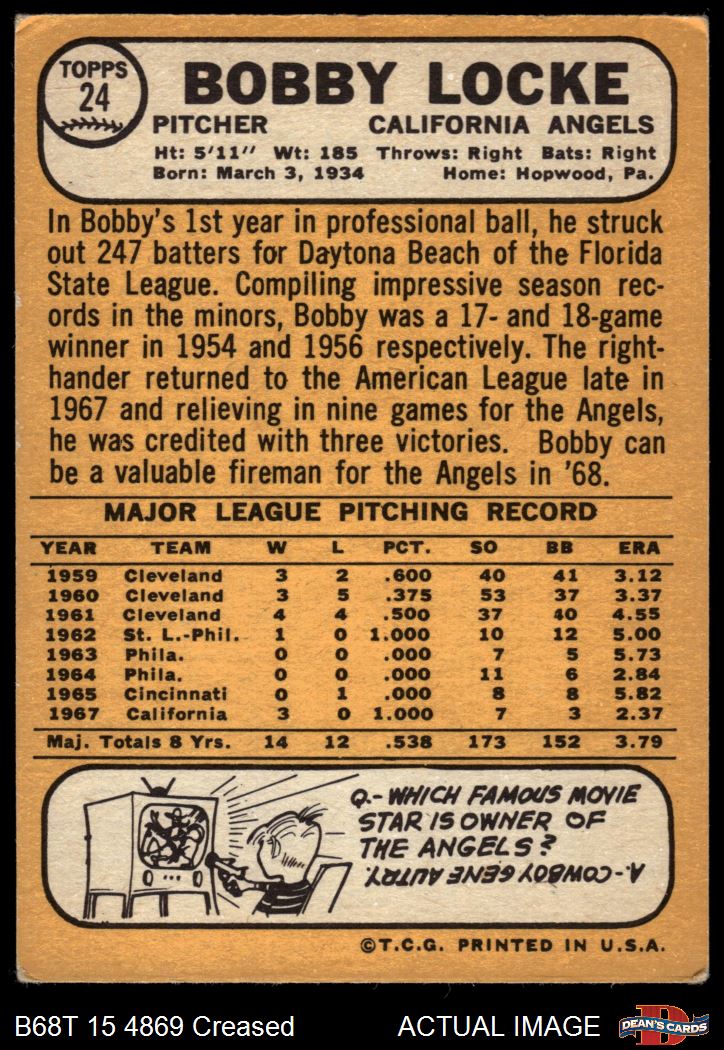 TOPPS
24
BOBBY LOCKE
PITCHER CALIFORNIA ANGELS
Ht: 5'11" Wt: 185 Throws: Right Bats: Right
Born: March 3, 1934 Home: Hopwood, Pa.
In Bobby's 1st year in professional ball, he struck
out 247 batters for Daytona Beach of the Florida
State League. Compiling impressive season rec-
ords in the minors, Bobby was a 17- and 18-game
winner in 1954 and 1956 respectively. The right-
hander returned to the American League late in
1967 and relieving in nine games for the Angels,
he was credited with three victories. Bobby can
be a valuable fireman for the Angels in '68.
MAJOR LEAGUE PITCHING RECORD
YEAR TEAM W L PCT. SO BB ERA
1959 Cleveland 3 2 .600 40 41 3.12
1960 Cleveland 3 5 .375 53 37 3.37
1961 Cleveland 4 4 .500 37 40 4.55
1962 St. L.-Phil. 1 0 1.000 10 12 5.00
1963 Phila. 0 0 .000 7 5 5.73
1964 Phila. 0 0 .000 11 6 2.84
1965 Cincinnati 0 1 .000 8 8 5.82
1967 California 3 0 1.000 7 3 2.37
Maj. Totals 8 Yrs. 14 12 .538 173 152 3.79
Q.- WHICH FAMOUS MOVIE
STAR IS OWNER OF
THE ANGELS?
A- COWBOY GENE AUTRY.
©T.C.G. PRINTED IN U.S.A.
B68T 15 4869 Creased ACTUAL IMAGE
D
DEAN'S CARDS